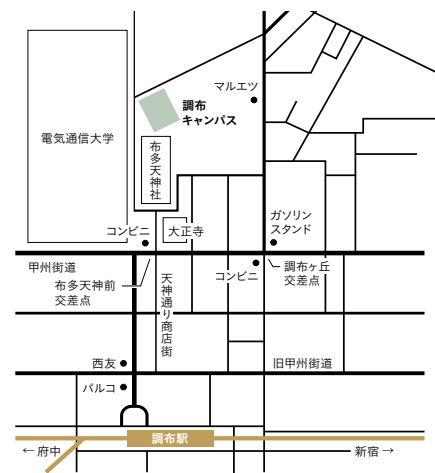 マルエツ
調布
キャンパス
電気通信大学
布多天神社
大正寺
コンビニ
ガソリン
スタンド
甲州街道
布多天神前
交差点
天神通り商店街
コンビニ
調布ヶ丘
交差点
西友
旧甲州街道
パルコ
調布駅
← 府中
新宿 →